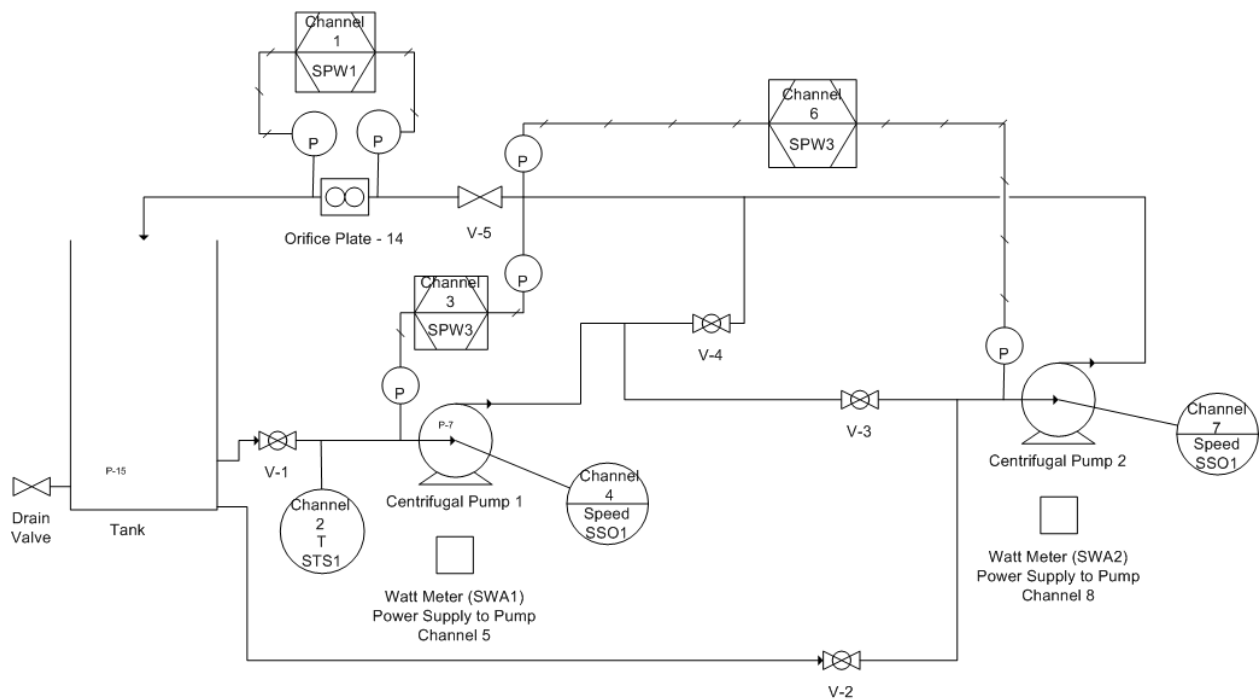 Channel
1
SPW1
P
P
Channel
6
SPW3
P
Orifice Plate - 14
V-5
P
Channel
3
SPW3
V-4
P
P
P-7
V-3
Channel
7
Speed
SSO1
V-1
Centrifugal Pump 1
Centrifugal Pump 2
P-15
Channel
4
Speed
SSO1
Drain
Valve
Tank
Channel
2
T
STS1
Watt Meter (SWA1)
Power Supply to Pump
Channel 5
Watt Meter (SWA2)
Power Supply to Pump
Channel 8
V-2